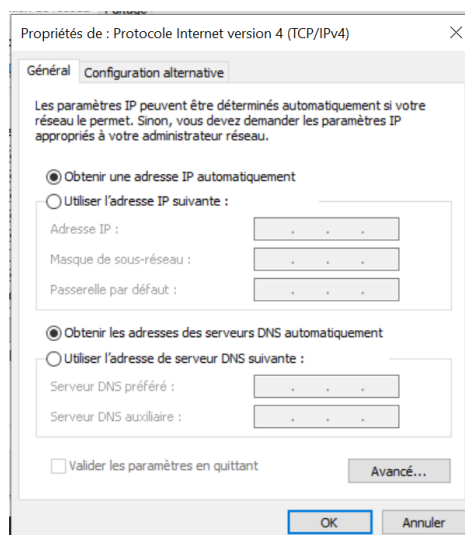 Propriétés de : Protocole Internet version 4 (TCP/IPv4)
Général
Configuration alternative
Les paramètres IP peuvent être déterminés automatiquement si votre
réseau le permet. Sinon, vous devez demander les paramètres IP
appropriés à votre administrateur réseau.
Obtenir une adresse IP automatiquement
Utiliser l'adresse IP suivante :
Adresse IP :
Masque de sous-réseau :
Passerelle par défaut :
Obtenir les adresses des serveurs DNS automatiquement
Utiliser l'adresse de serveur DNS suivante :
Serveur DNS préféré :
Serveur DNS auxiliaire :
Valider les paramètres en quittant
Avancé...
OK
Annuler